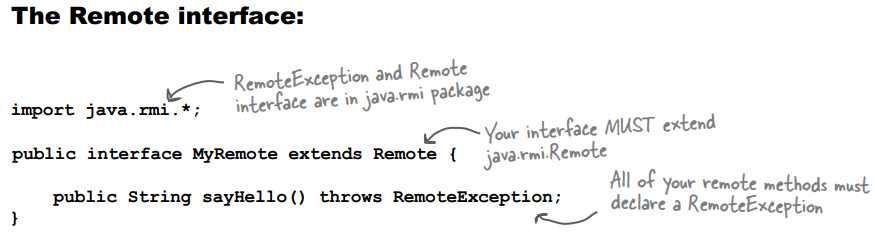 The Remote interface:
RemoteException and Remote
interface are in java.rmi package
import java.rmi.*;
Your interface MUST extend
java.rmi.Remote
public interface MyRemote extends Remote {
All of your remote methods must
declare a RemoteException
public String sayHello() throws RemoteException;
}